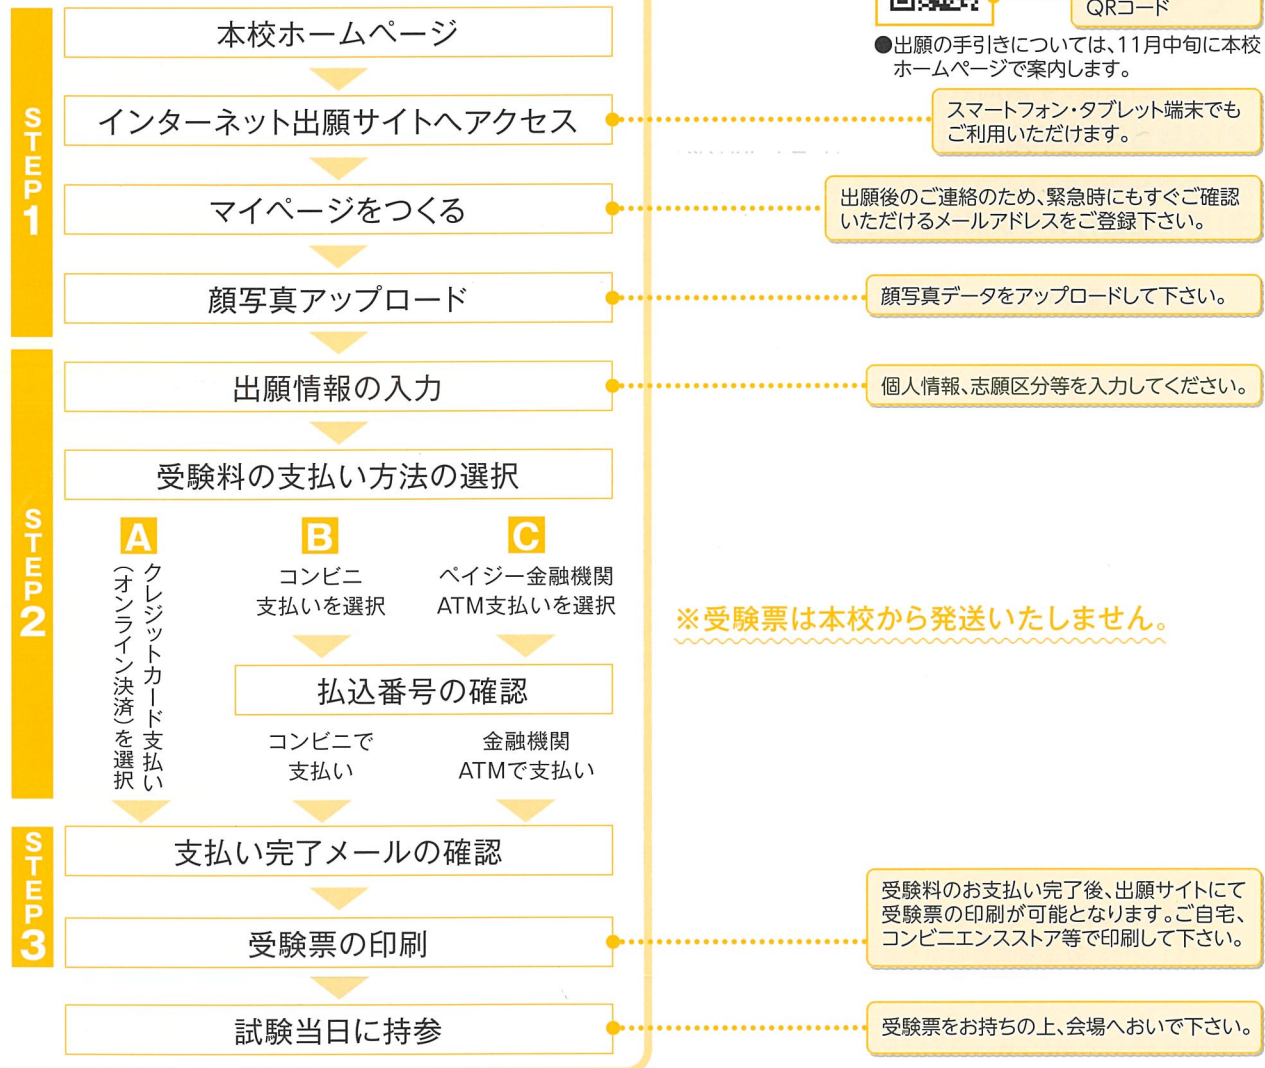 QRコード
●出願の手引きについては、11月中旬に本校
ホームページで案内します。
STEP1
本校ホームページ
インターネット出願サイトへアクセス
スマートフォン・タブレット端末でも
ご利用いただけます。
マイページをつくる
出願後のご連絡のため、緊急時にもすぐご確認
いただけるメールアドレスをご登録下さい。
顔写真アップロード
顔写真データをアップロードして下さい。
STEP2
出願情報の入力
個人情報、志願区分等を入力してください。
受験料の支払い方法の選択
A
クレジットカード支払い
（オンライン決済）を選択
B
コンビニ
支払いを選択
C
ペイジー金融機関
ATM支払いを選択
払込番号の確認
コンビニで
支払い
金融機関
ATMで支払い
※受験票は本校から発送いたしません。
STEP3
支払い完了メールの確認
受験票の印刷
受験料のお支払い完了後、出願サイトにて
受験票の印刷が可能となります。ご自宅、
コンビニエンスストア等で印刷して下さい。
試験当日に持参
受験票をお持ちの上、会場へおいで下さい。